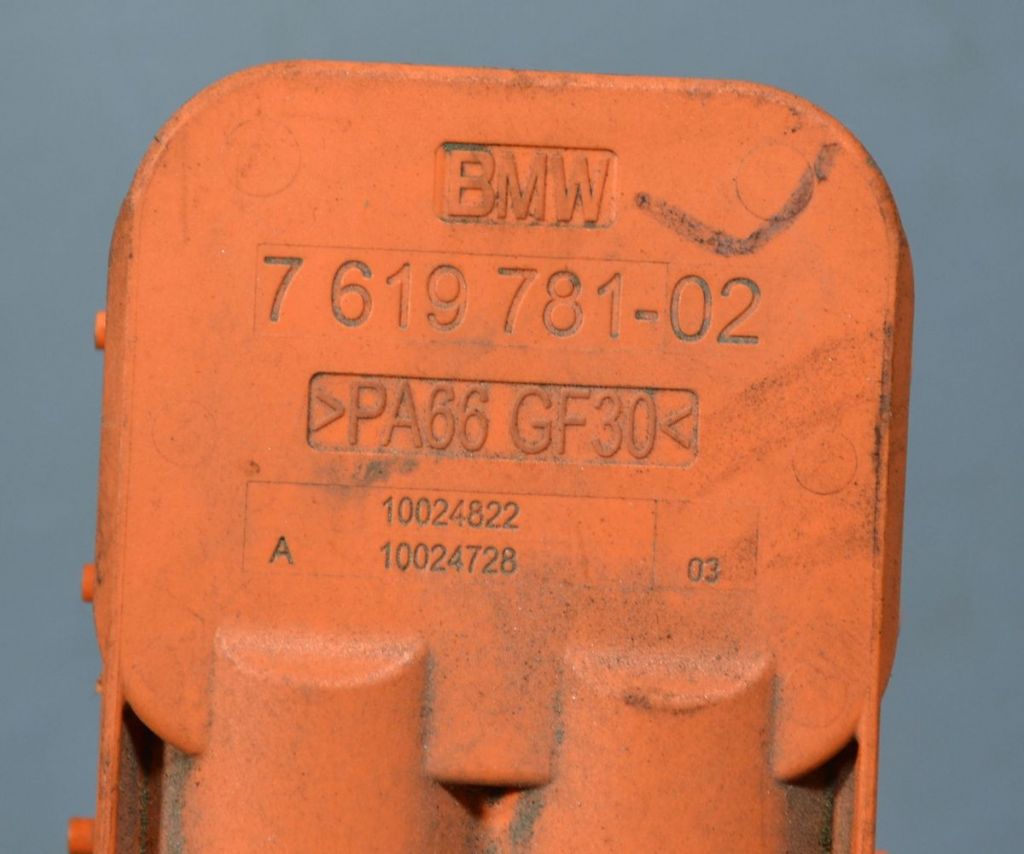 BMW
7 619 781-02
>PA66 GF30<
10024822
A 10024728 03